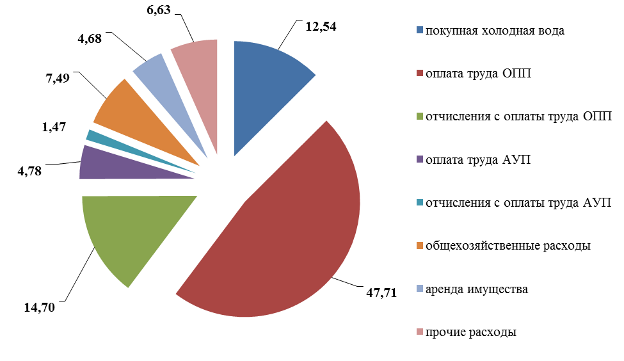 6,63
12,54
4,68
7,49
1,47
4,78
14,70
47,71
покупная холодная вода
оплата труда ОПП
отчисления с оплаты труда ОПП
оплата труда АУП
отчисления с оплаты труда АУП
общехозяйственные расходы
аренда имущества
прочие расходы